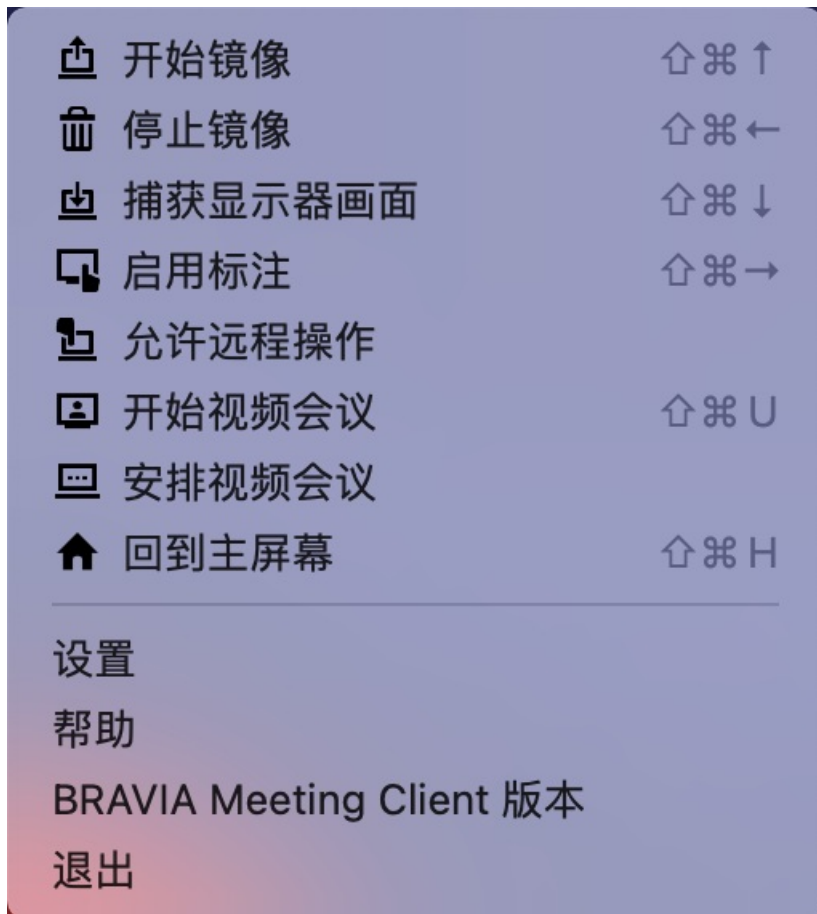 开始镜像 ⇧⌘↑
停止镜像 ⇧⌘←
捕获显示器画面 ⇧⌘↓
启用标注 ⇧⌘→
允许远程操作
开始视频会议 ⇧⌘U
安排视频会议
回到主屏幕 ⇧⌘H
设置
帮助
BRAVIA Meeting Client 版本
退出